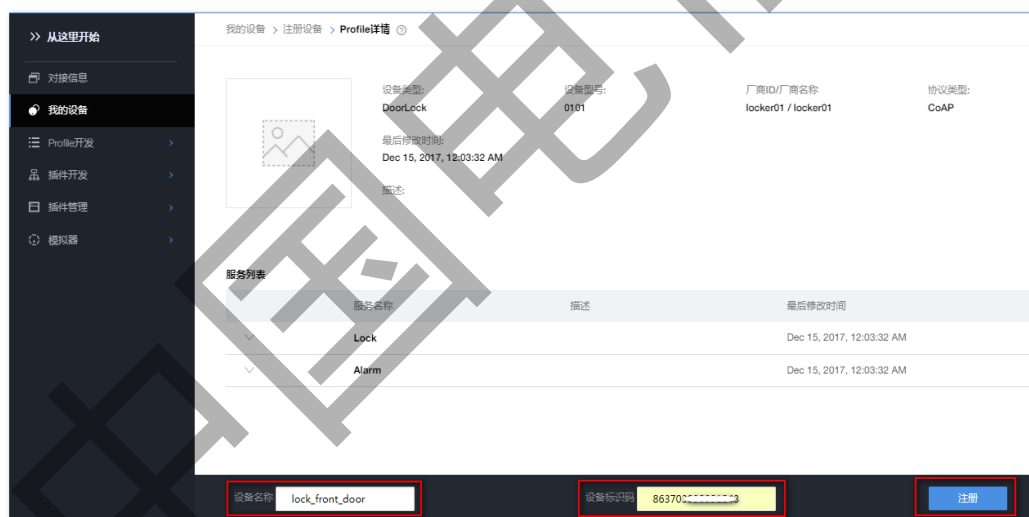 从这里开始
我的设备 > 注册设备 > Profile详情
对接信息
我的设备
Profile开发
插件开发
插件管理
模拟器
设备类型:
设备型号:
厂商ID/厂商名称
协议类型:
DoorLock
0101
locker01 / locker01
CoAP
最后修改时间:
Dec 15, 2017, 12:03:32 AM
描述:
服务列表
服务名称
描述
最后修改时间
Lock
Dec 15, 2017, 12:03:32 AM
Alarm
Dec 15, 2017, 12:03:32 AM
设备名称
lock_front_door
设备标识码
注册
中国电